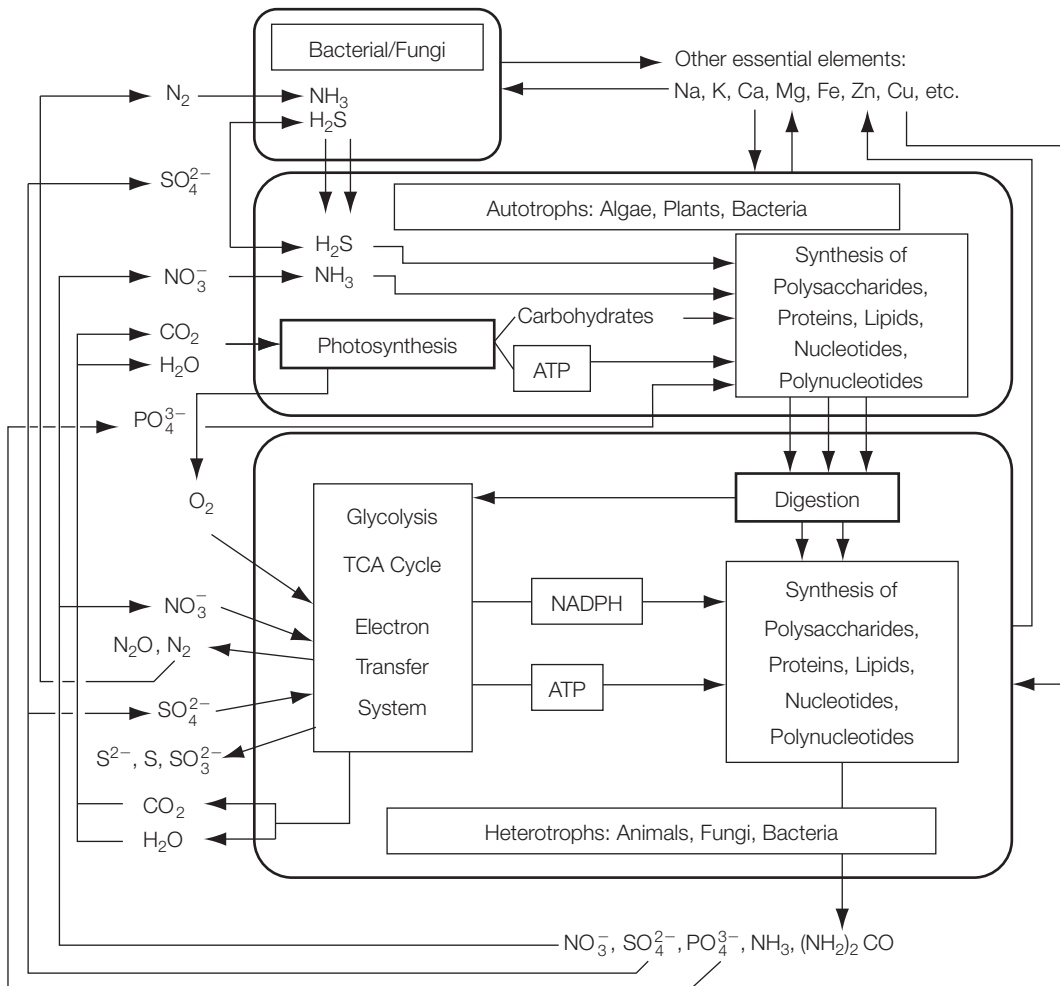 Bacterial/Fungi
Other essential elements:
Na, K, Ca, Mg, Fe, Zn, Cu, etc.
N₂
NH₃
H₂S
SO₄²⁻
Autotrophs: Algae, Plants, Bacteria
H₂S
NO₃⁻
NH₃
Synthesis of
Polysaccharides,
Proteins, Lipids,
Nucleotides,
Polynucleotides
CO₂
H₂O
Photosynthesis
Carbohydrates
ATP
PO₄³⁻
O₂
Digestion
Glycolysis
TCA Cycle
Electron
Transfer
System
NADPH
ATP
Synthesis of
Polysaccharides,
Proteins, Lipids,
Nucleotides,
Polynucleotides
NO₃⁻
N₂O, N₂
SO₄²⁻
S²⁻, S, SO₃²⁻
CO₂
H₂O
Heterotrophs: Animals, Fungi, Bacteria
NO₃⁻, SO₄²⁻, PO₄³⁻, NH₃, (NH₂)₂ CO